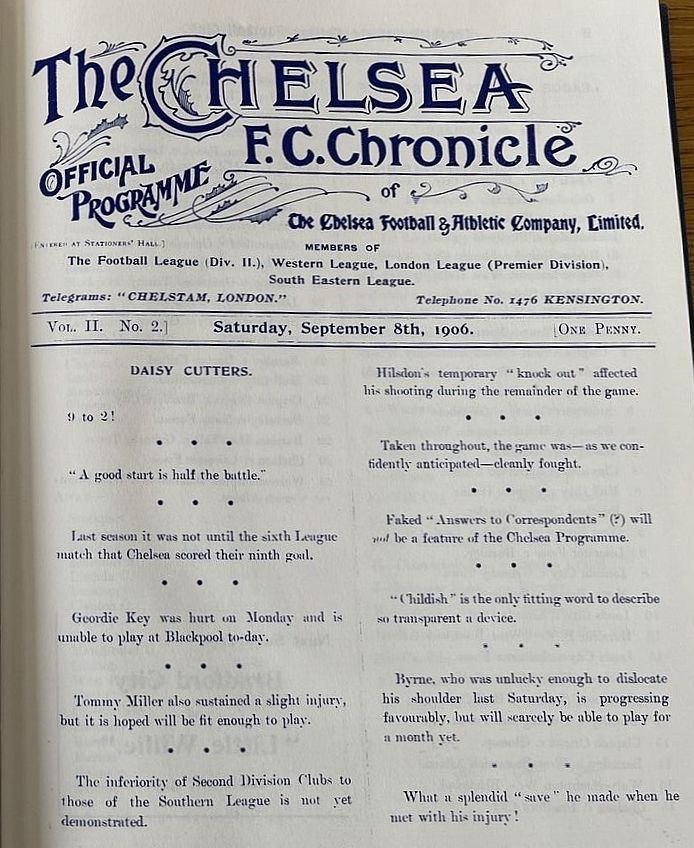 The CHELSEA
F.C. Chronicle
OFFICIAL
PROGRAMME
of
The Chelsea Football & Athletic Company, Limited.
[ENTERED AT STATIONERS' HALL.]
MEMBERS OF
The Football League (Div. II.), Western League, London League (Premier Division),
South Eastern League.
Telegrams: "CHELSTAM, LONDON." Telephone No. 1476 KENSINGTON.
VOL. II. No. 2.] Saturday, September 8th, 1906. [ONE PENNY.
DAISY CUTTERS.
9 to 2!
"A good start is half the battle."
Last season it was not until the sixth League
match that Chelsea scored their ninth goal.
Geordie Key was hurt on Monday and is
unable to play at Blackpool to-day.
Tommy Miller also sustained a slight injury,
but it is hoped will be fit enough to play.
The inferiority of Second Division Clubs to
those of the Southern League is not yet
demonstrated.
Hilsdon's temporary "knock out" affected
his shooting during the remainder of the game.
Taken throughout, the game was—as we con-
fidently anticipated—cleanly fought.
Faked "Answers to Correspondents" (?) will
not be a feature of the Chelsea Programme.
"Childish" is the only fitting word to describe
so transparent a device.
Byrne, who was unlucky enough to dislocate
his shoulder last Saturday, is progressing
favourably, but will scarcely be able to play for
a month yet.
What a splendid "save" he made when he
met with his injury!